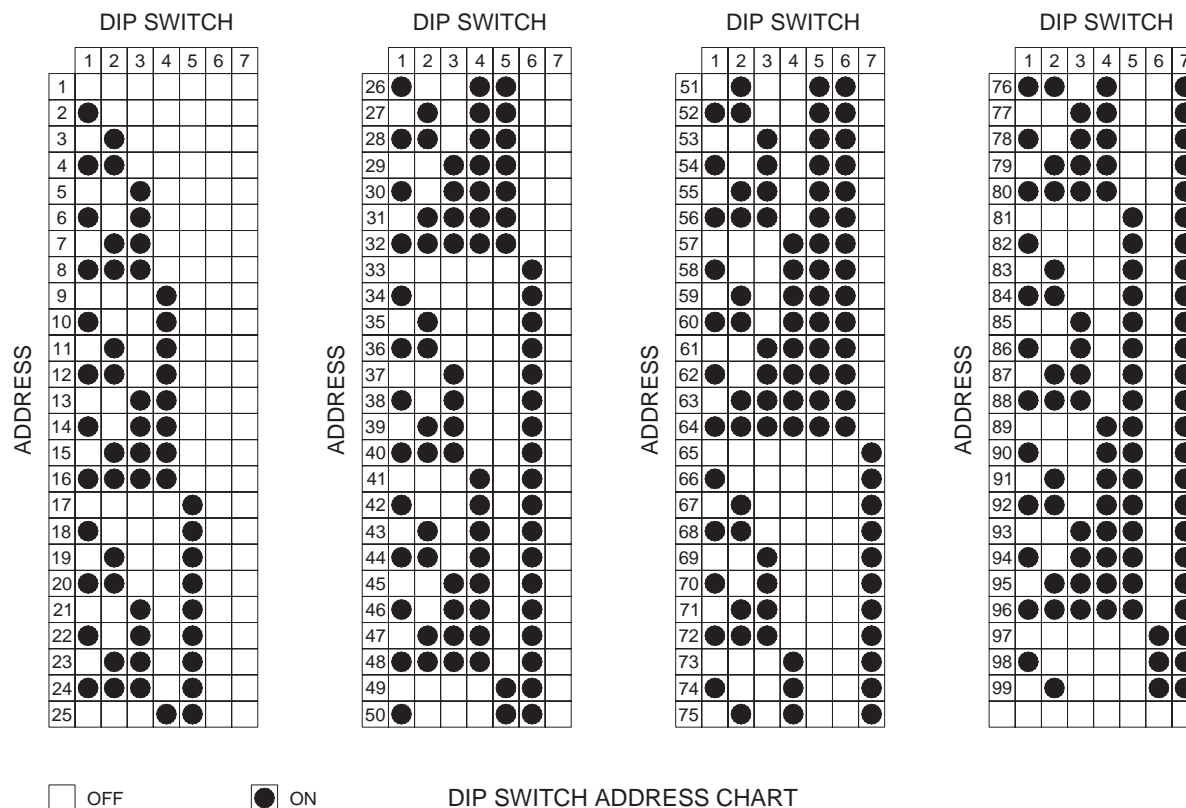 DIP SWITCH DIP SWITCH DIP SWITCH DIP SWITCH
1 2 3 4 5 6 7 1 2 3 4 5 6 7 1 2 3 4 5 6 7 1 2 3 4 5 6 7
1 26 51 76
2 27 52 77
3 28 53 78
4 29 54 79
5 30 55 80
6 31 56 81
7 32 57 82
8 33 58 83
9 34 59 84
10 35 60 85
11 36 61 86
12 37 62 87
13 38 63 88
14 39 64 89
15 40 65 90
16 41 66 91
17 42 67 92
18 43 68 93
19 44 69 94
20 45 70 95
21 46 71 96
22 47 72 97
23 48 73 98
24 49 74 99
25 50 75
ADDRESS ADDRESS ADDRESS ADDRESS
OFF ON DIP SWITCH ADDRESS CHART